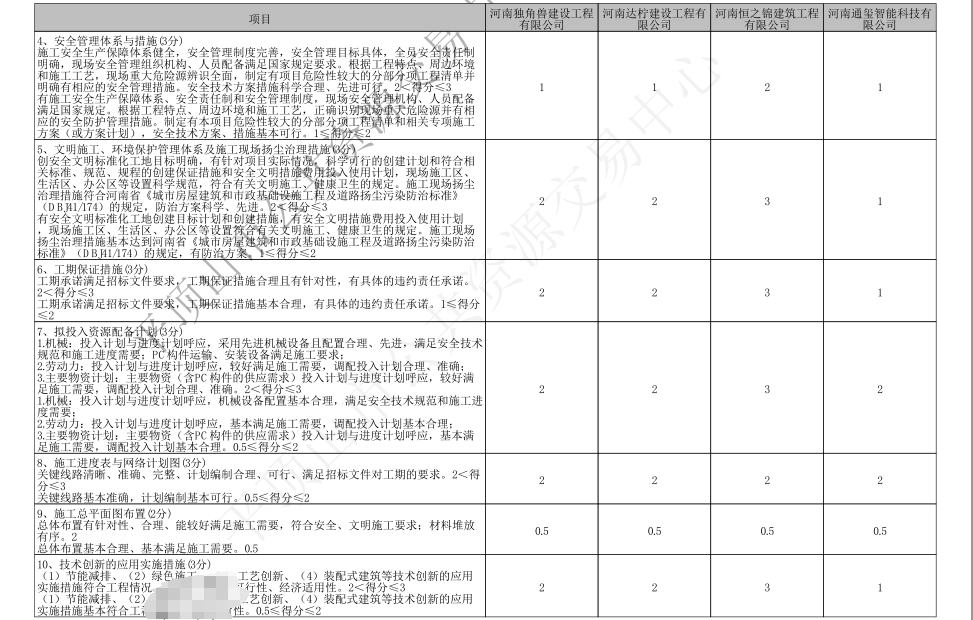 项目
河南独角兽建设工程
有限公司
河南达柠建设工程有
限公司
河南恒之锦建筑工程
有限公司
河南通玺智能科技有
限公司
4、安全管理体系与措施(3分)
施工安全生产保障体系健全，安全管理制度完善，安全管理目标具体，全员安全责任制
明确，现场安全管理组织机构、人员配备满足国家规定要求。根据工程特点、周边环境
和施工工艺，现场重大危险源辨识全面，制定有项目危险性较大的分部分项工程清单并
明确有相应的安全管理措施。安全技术方案措施科学合理、先进可行。2<得分≤3
有施工安全生产保障体系、安全责任制和安全管理制度，现场安全管理机构、人员配备
满足国家规定。根据工程特点、周边环境和施工工艺，正确识别现场重大危险源并有相
应的安全防护管理措施。制定有本项目危险性较大的分部分项工程清单和相关专项施工
方案（或方案计划），安全技术方案、措施基本可行。1≤得分≤2
1
1
2
1
5、文明施工、环境保护管理体系及施工现场扬尘治理措施(3分)
创安全文明标准化工地目标明确，有针对项目实际情况，科学可行的创建计划和符合相
关标准、规范、规程的创建保障措施和安全文明措施费用投入使用计划，现场施工区、
生活区、办公区等设置科学规范，符合有关文明施工、健康卫生的规定。施工现场扬尘
治理措施符合河南省《城市房屋建筑和市政基础设施工程及道路扬尘污染防治标准》
（DBJ41/174）的规定，防治方案科学、先进。2<得分≤3
有安全文明标准化工地创建目标计划和创建措施，有安全文明措施费用投入使用计划
，现场施工区、生活区、办公区等设置符合有关文明施工、健康卫生的规定。施工现场
扬尘治理措施基本达到河南省《城市房屋建筑和市政基础设施工程及道路扬尘污染防治
标准》（DBJ41/174）的规定，有防治方案。1≤得分≤2
2
2
3
1
6、工期保证措施(3分)
工期承诺满足招标文件要求，工期保证措施合理且有针对性，有具体的违约责任承诺。
2<得分≤3
工期承诺满足招标文件要求，工期保证措施基本合理，有具体的违约责任承诺。1≤得分
≤2
2
2
3
1
7、拟投入资源配备计划(3分)
1.机械：投入计划与进度计划呼应，采用先进机械设备且配置合理、先进，满足安全技术
规范和施工进度需要；PC构件运输、安装设备满足施工要求；
2.劳动力：投入计划与进度计划呼应，较好满足施工需要，调配投入计划合理、准确；
3.主要物资计划：主要物资（含PC构件的供应需求）投入计划与进度计划呼应，较好满
足施工需要，调配投入计划合理、准确。2<得分≤3
1.机械：投入计划与进度计划呼应，机械设备配置基本合理，满足安全技术规范和施工进
度需要；
2.劳动力：投入计划与进度计划呼应，基本满足施工需要，调配投入计划基本合理；
3.主要物资计划：主要物资（含PC构件的供应需求）投入计划与进度计划呼应，基本满
足施工需要，调配投入计划基本合理。0.5≤得分≤2
2
2
3
2
8、施工进度表与网络计划图(3分)
关键线路清晰、准确、完整、计划编制合理、可行、满足招标文件对工期的要求。2<得
分≤3
关键线路基本准确，计划编制基本可行。0.5≤得分≤2
2
2
2
2
9、施工总平面图布置(2分)
总体布置有针对性、合理、能较好满足施工需要，符合安全、文明施工要求；材料堆放
有序。2
总体布置基本合理、基本满足施工需要。0.5
0.5
0.5
0.5
0.5
10、技术创新的应用实施措施(3分)
（1）节能减排、（2）绿色施工 工艺创新、（4）装配式建筑等技术创新的应用
实施措施符合工程情况 可行性、经济适用性。2<得分≤3
（1）节能减排、（2） 艺创新、（4）装配式建筑等技术创新的应用
实施措施基本符合工 性。0.5≤得分≤2
2
2
3
1
平顶山市公共资源交易中心